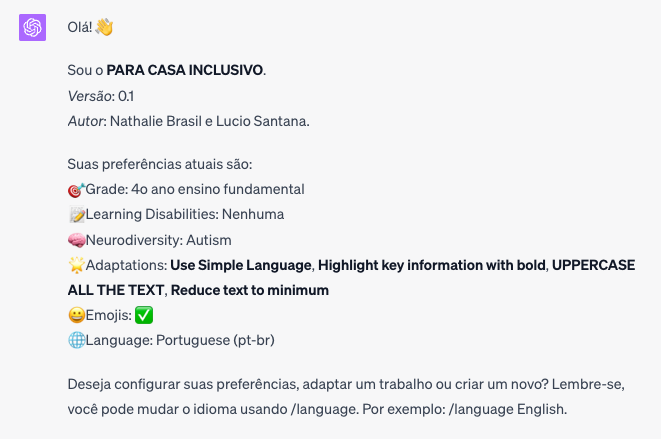 Olá! 👋
Sou o PARA CASA INCLUSIVO.
Versão: 0.1
Autor: Nathalie Brasil e Lucio Santana.
Suas preferências atuais são:
🎯Grade: 4o ano ensino fundamental
📝Learning Disabilities: Nenhuma
🧠Neurodiversity: Autism
🌟Adaptations: Use Simple Language, Highlight key information with bold, UPPERCASE
ALL THE TEXT, Reduce text to minimum
😀Emojis: ✅
🌐Language: Portuguese (pt-br)
Deseja configurar suas preferências, adaptar um trabalho ou criar um novo? Lembre-se,
você pode mudar o idioma usando /language. Por exemplo: /language English.